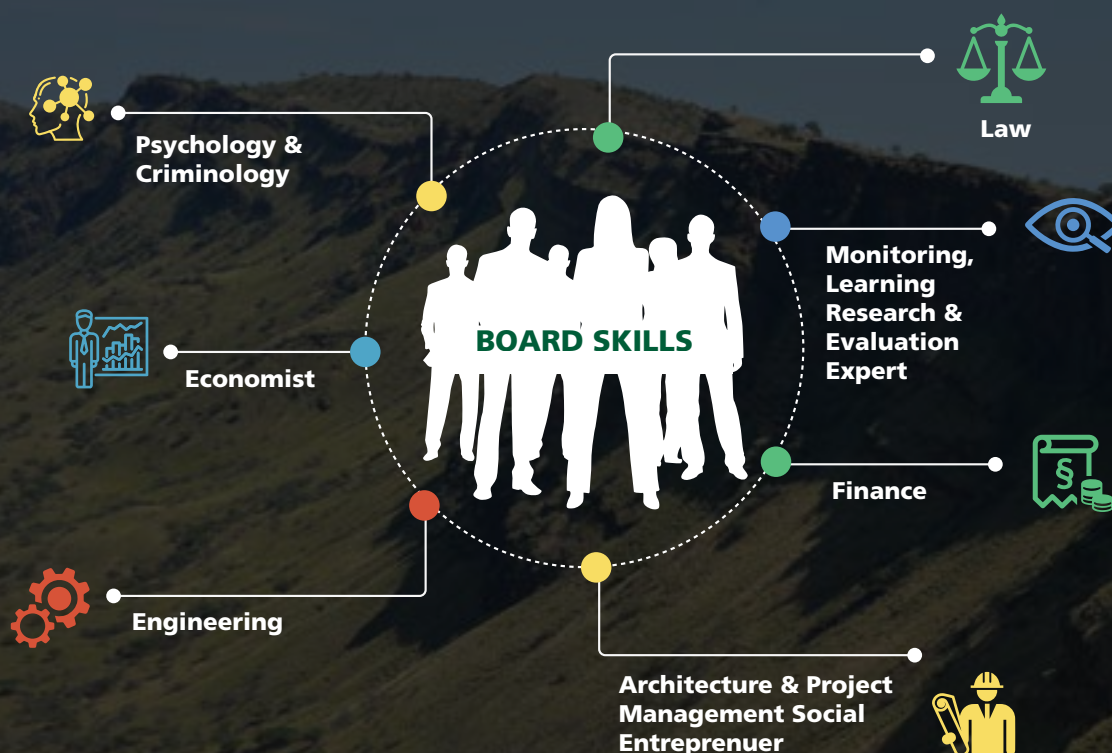 Law
Psychology &
Criminology
Monitoring,
Learning
Research &
Evaluation
Expert
BOARD SKILLS
Economist
§
Finance
Engineering
Architecture & Project
Management Social
Entreprenuer